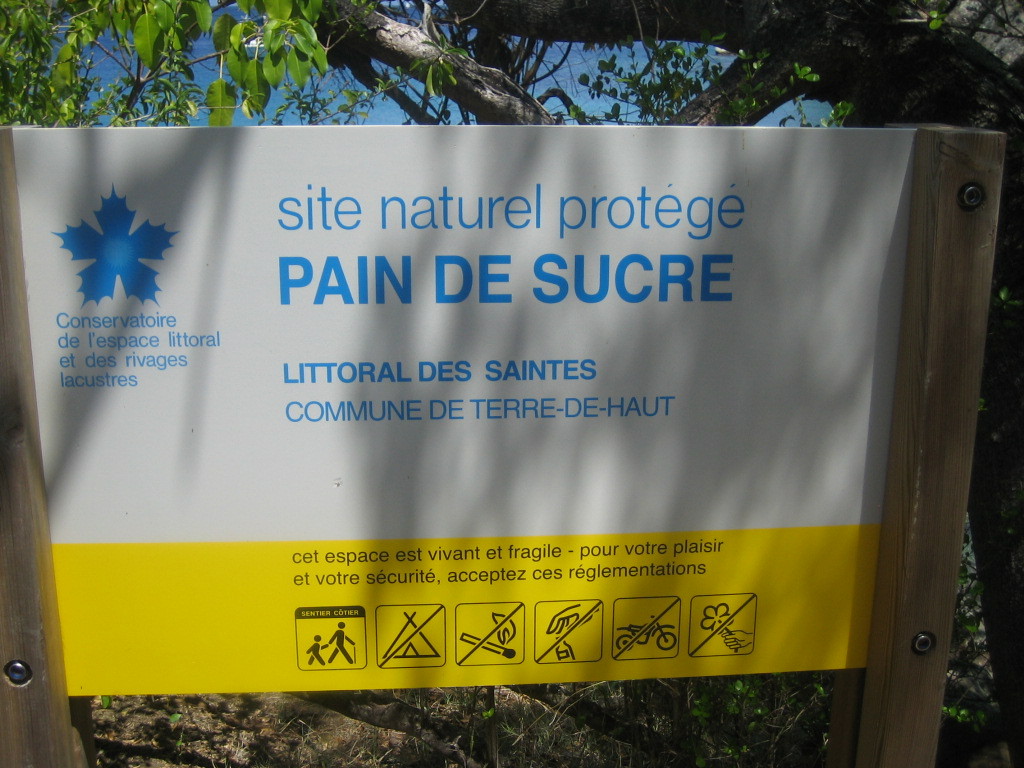 site naturel protégé
PAIN DE SUCRE
Conservatoire
de l'espace littoral
et des rivages
lacustres
LITTORAL DES SAINTES
COMMUNE DE TERRE-DE-HAUT
cet espace est vivant et fragile - pour votre plaisir
et votre sécurité, acceptez ces réglementations
SENTIER CÔTIER